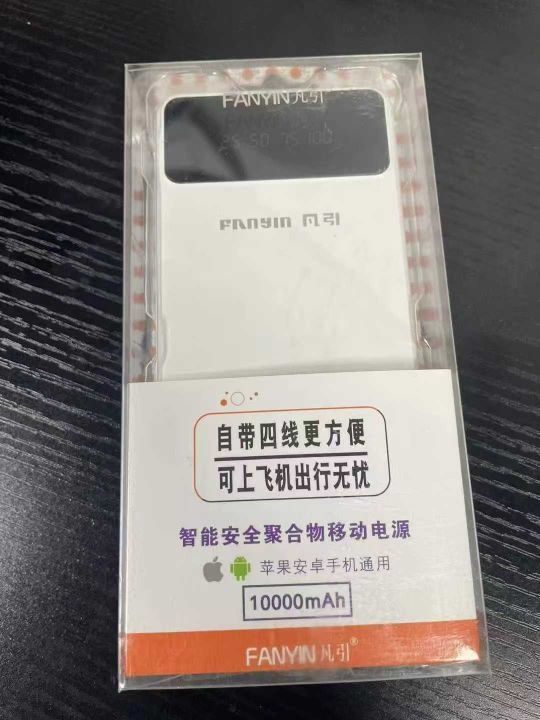 FANYIN凡引
25 50 75 100
FANYIN 凡引
自带四线更方便
可上飞机出行无忧
智能安全聚合物移动电源
苹果安卓手机通用
10000mAh
FANYIN凡引®